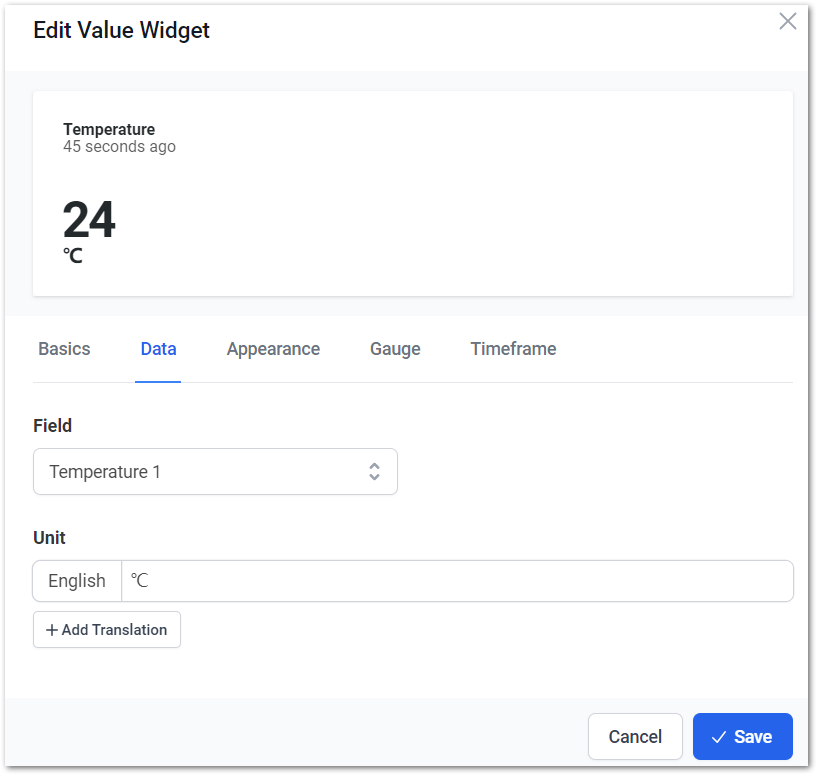 Edit Value Widget
Temperature
45 seconds ago
24
℃
Basics Data Appearance Gauge Timeframe
Field
Temperature 1
Unit
English ℃
+ Add Translation
Cancel Save